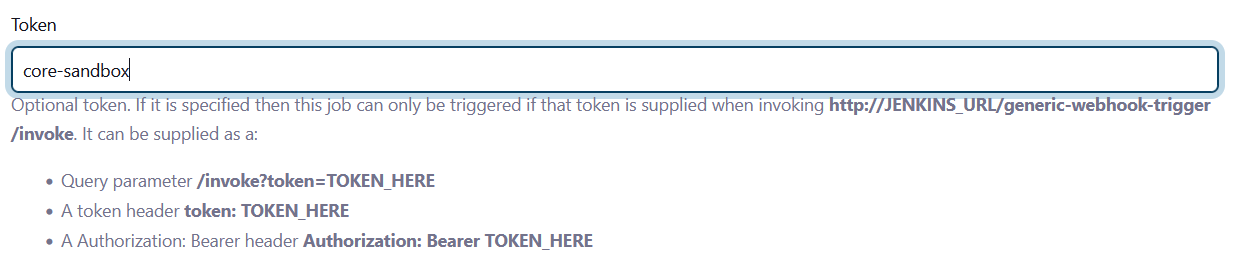 Token
core-sandbox
Optional token. If it is specified then this job can only be triggered if that token is supplied when invoking http://JENKINS_URL/generic-webhook-trigger
/invoke. It can be supplied as a:
• Query parameter /invoke?token=TOKEN_HERE
• A token header token: TOKEN_HERE
• A Authorization: Bearer header Authorization: Bearer TOKEN_HERE